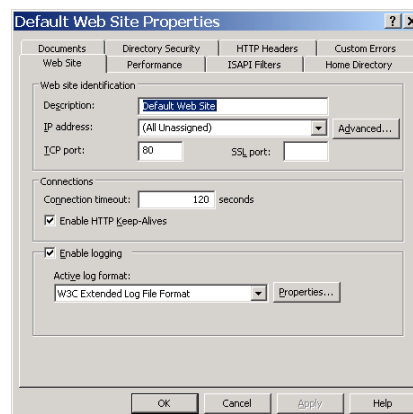 Default Web Site Properties
Documents Directory Security HTTP Headers Custom Errors
Web Site Performance ISAPI Filters Home Directory
Web site identification
Description: Default Web Site
IP address: (All Unassigned) Advanced...
TCP port: 80 SSL port:
Connections
Connection timeout: 120 seconds
Enable HTTP Keep-Alives
Enable logging
Active log format:
W3C Extended Log File Format Properties...
OK Cancel Apply Help